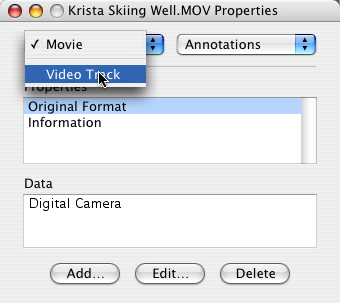 Krista Skiing Well.MOV Properties
✓ Movie
Annotations
Video Track
Properties
Original Format
Information
Data
Digital Camera
Add... Edit... Delete